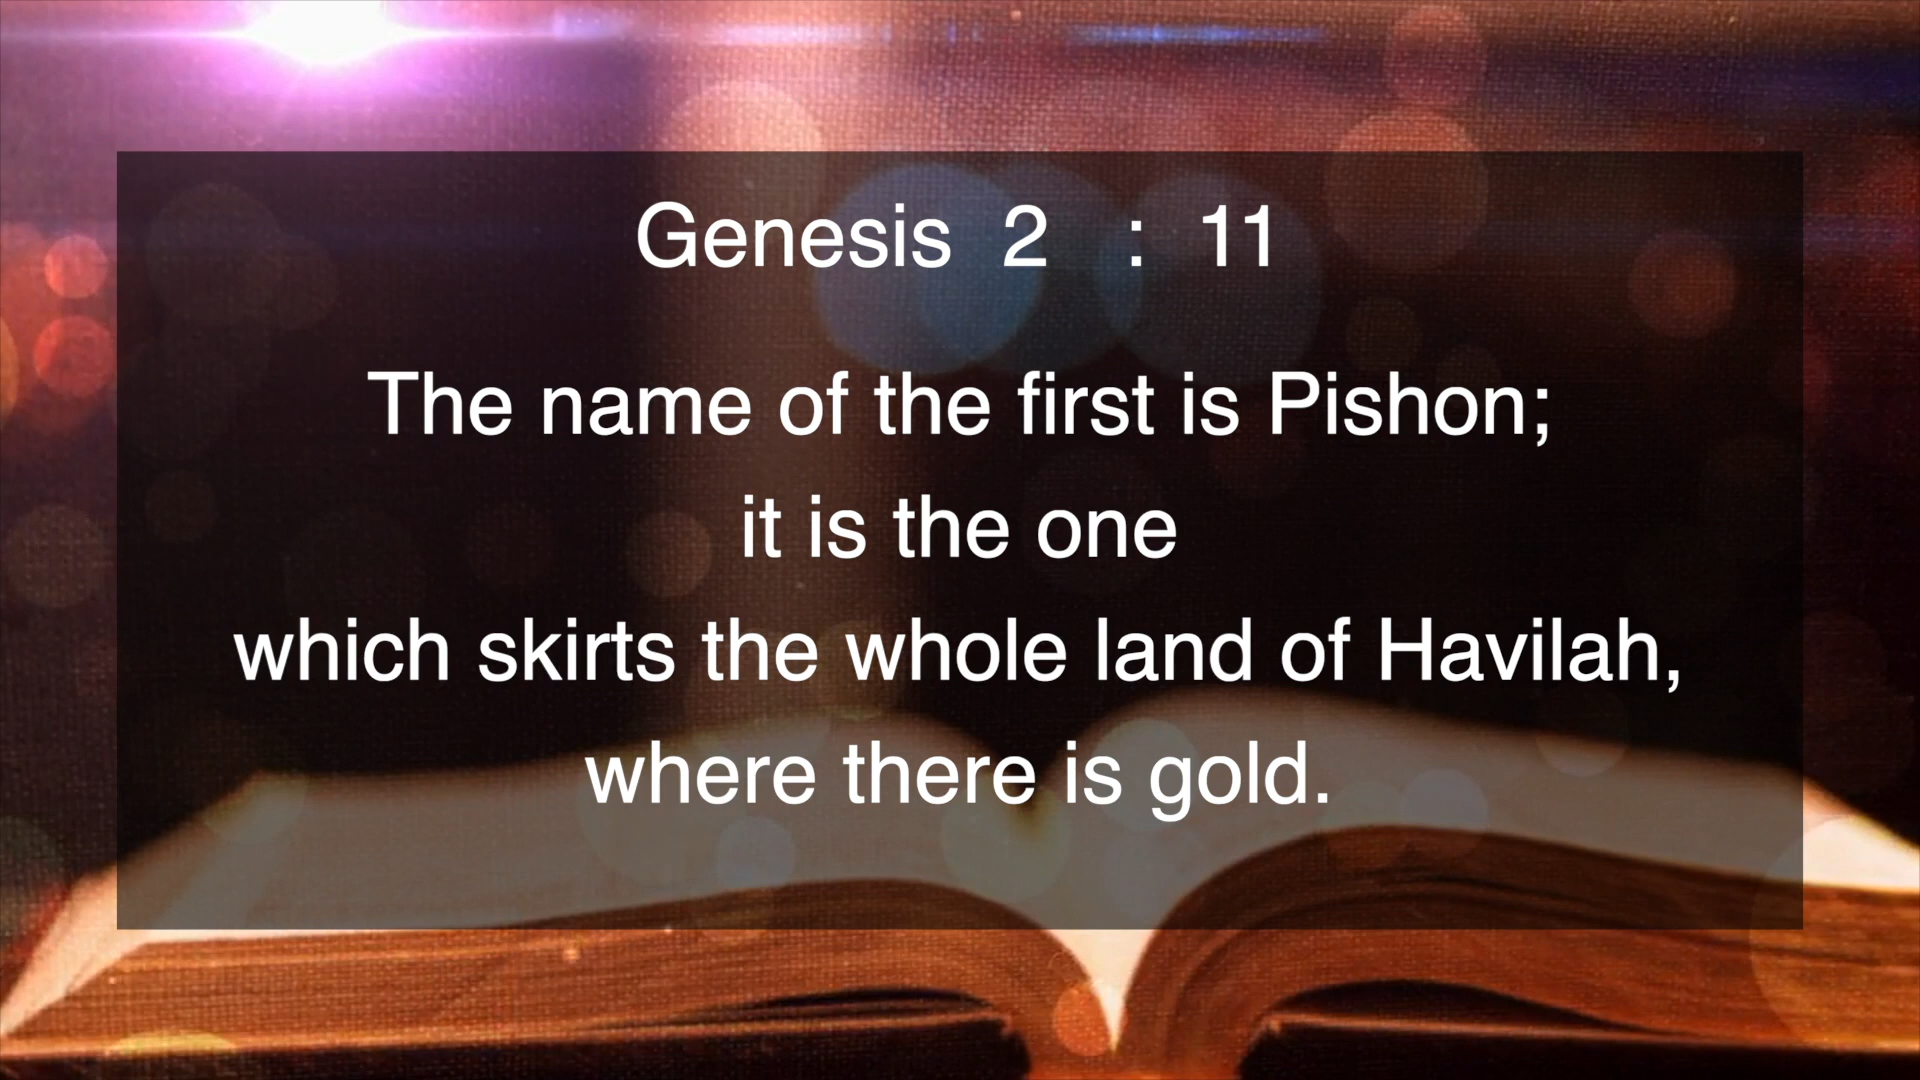 Genesis 2 : 11
The name of the first is Pishon;
it is the one
which skirts the whole land of Havilah,
where there is gold.